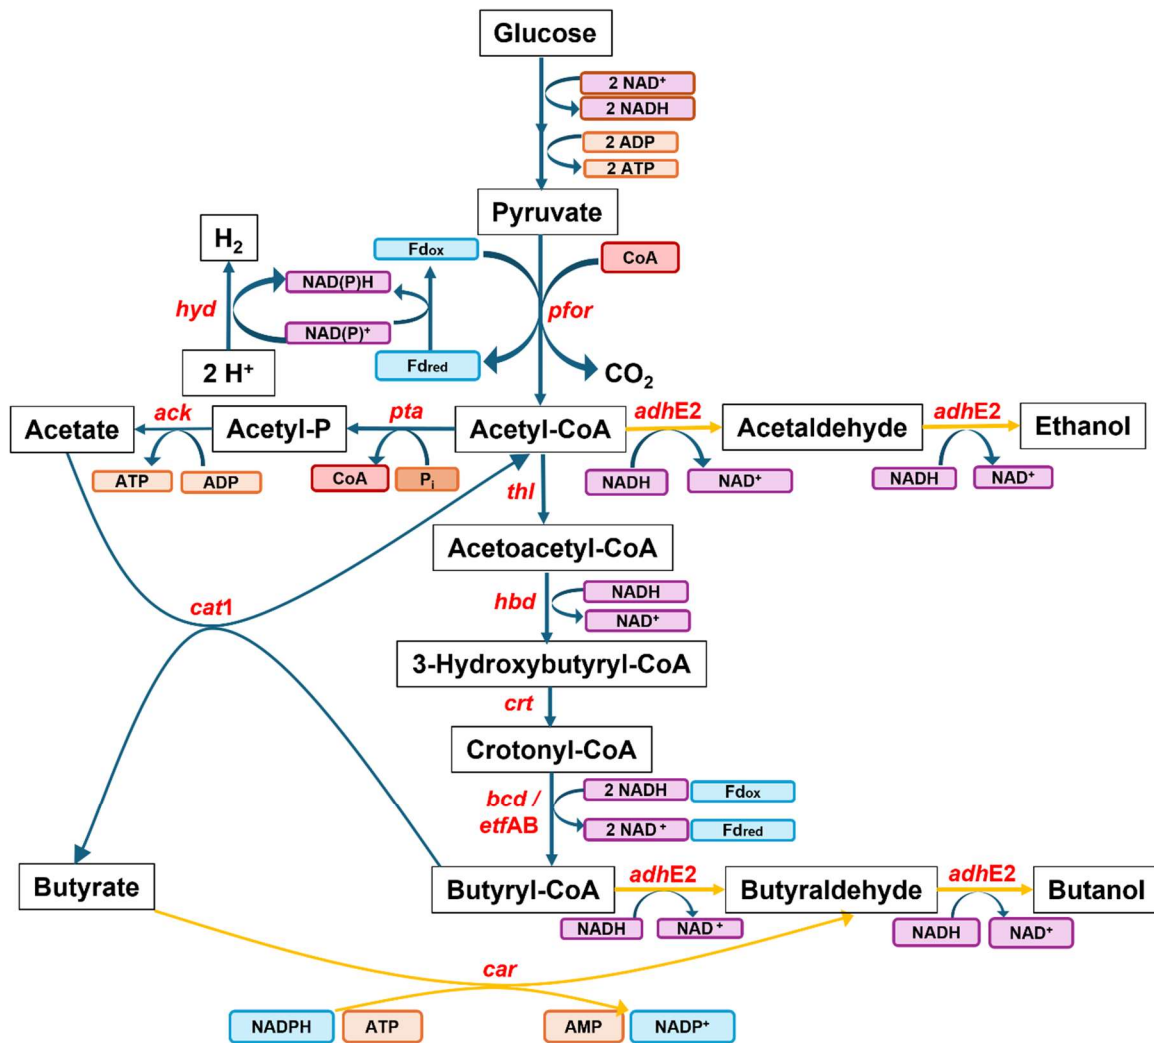 Glucose
2 NAD⁺
2 NADH
2 ADP
2 ATP
Pyruvate
H₂
Fdox
CoA
NAD(P)H
hyd
pfor
NAD(P)⁺
Fdred
2 H⁺
CO₂
ack
pta
adhE2
adhE2
Acetate
Acetyl-P
Acetyl-CoA
Acetaldehyde
Ethanol
ATP
ADP
CoA
Pᵢ
NADH
NAD⁺
NADH
NAD⁺
thl
Acetoacetyl-CoA
hbd
NADH
NAD⁺
cat1
3-Hydroxybutyryl-CoA
crt
Crotonyl-CoA
bcd /
etfAB
2 NADH
Fdox
2 NAD⁺
Fdred
adhE2
adhE2
Butyrate
Butyryl-CoA
Butyraldehyde
Butanol
NADH
NAD⁺
NADH
NAD⁺
car
NADPH
ATP
AMP
NADP⁺